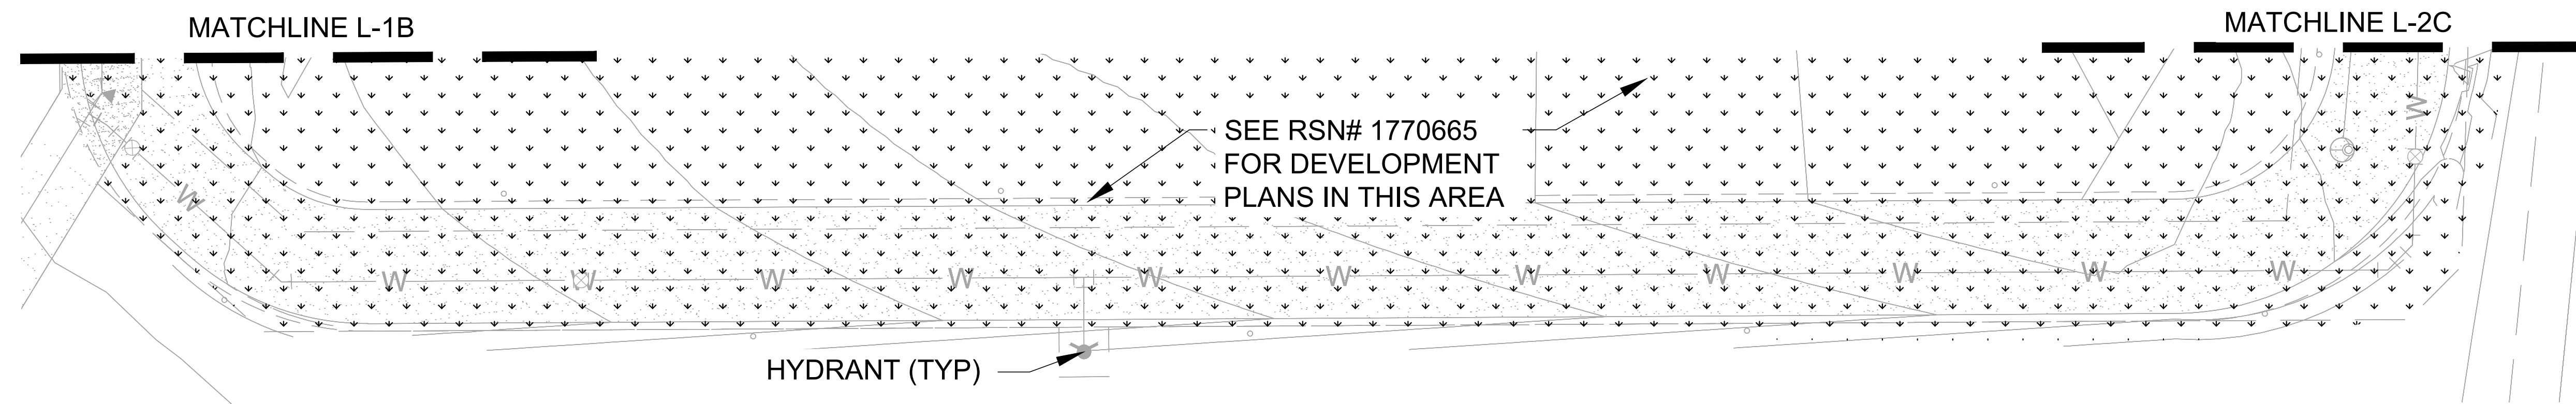 MATCHLINE L-1B
MATCHLINE L-2C
W
SEE RSN# 1770665
FOR DEVELOPMENT
PLANS IN THIS AREA
W
W W W W W W W W W W W
HYDRANT (TYP)